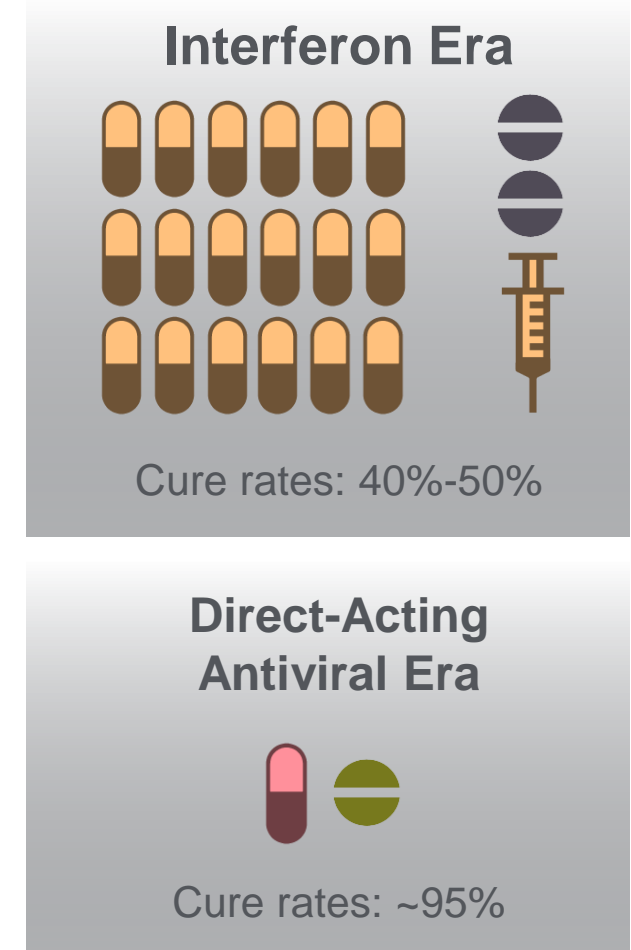 Interferon Era
Cure rates: 40%-50%
Direct-Acting
Antiviral Era
Cure rates: ~95%